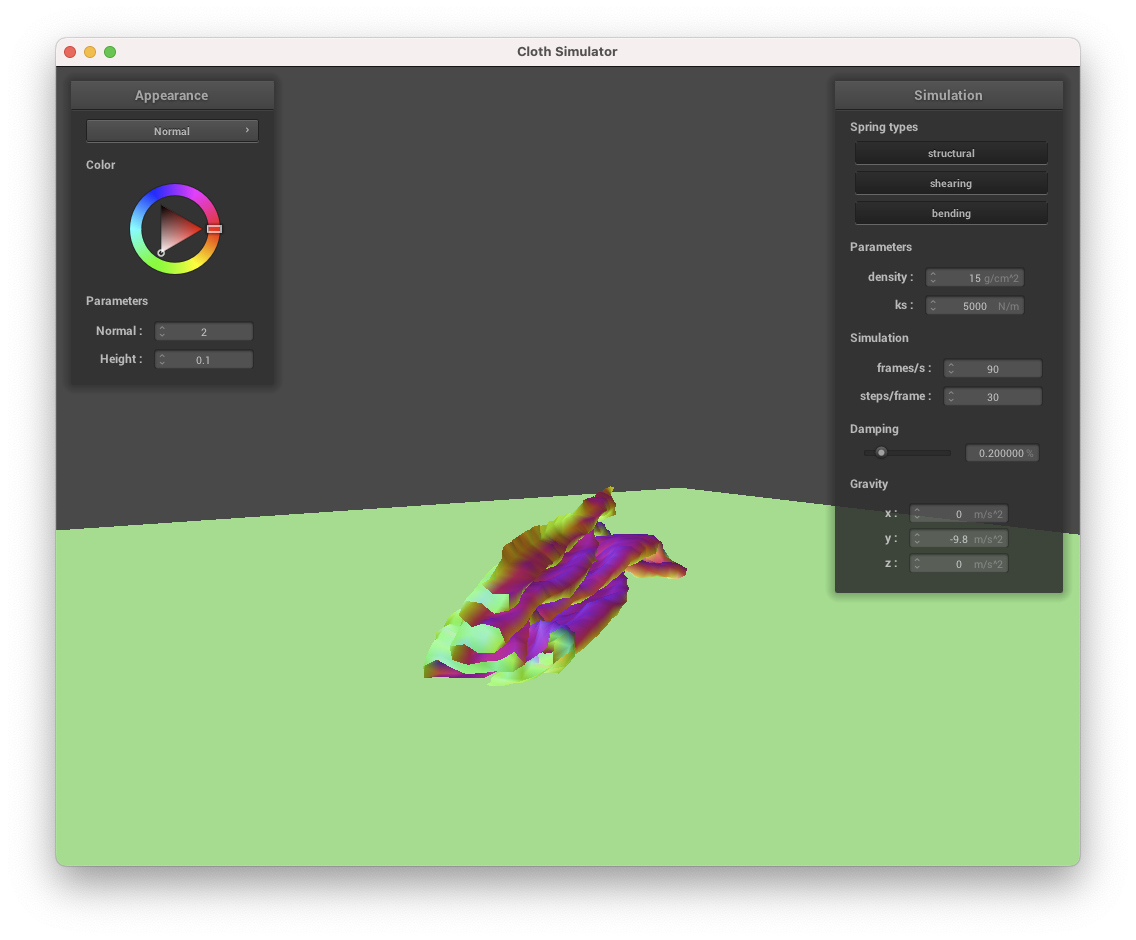 Cloth Simulator
Appearance
Normal
Color
Parameters
Normal : 2
Height : 0.1
Simulation
Spring types
structural
shearing
bending
Parameters
density : 15 g/cm^2
ks : 5000 N/m
Simulation
frames/s : 90
steps/frame : 30
Damping
0.200000 %
Gravity
x : 0 m/s^2
y : -9.8 m/s^2
z : 0 m/s^2